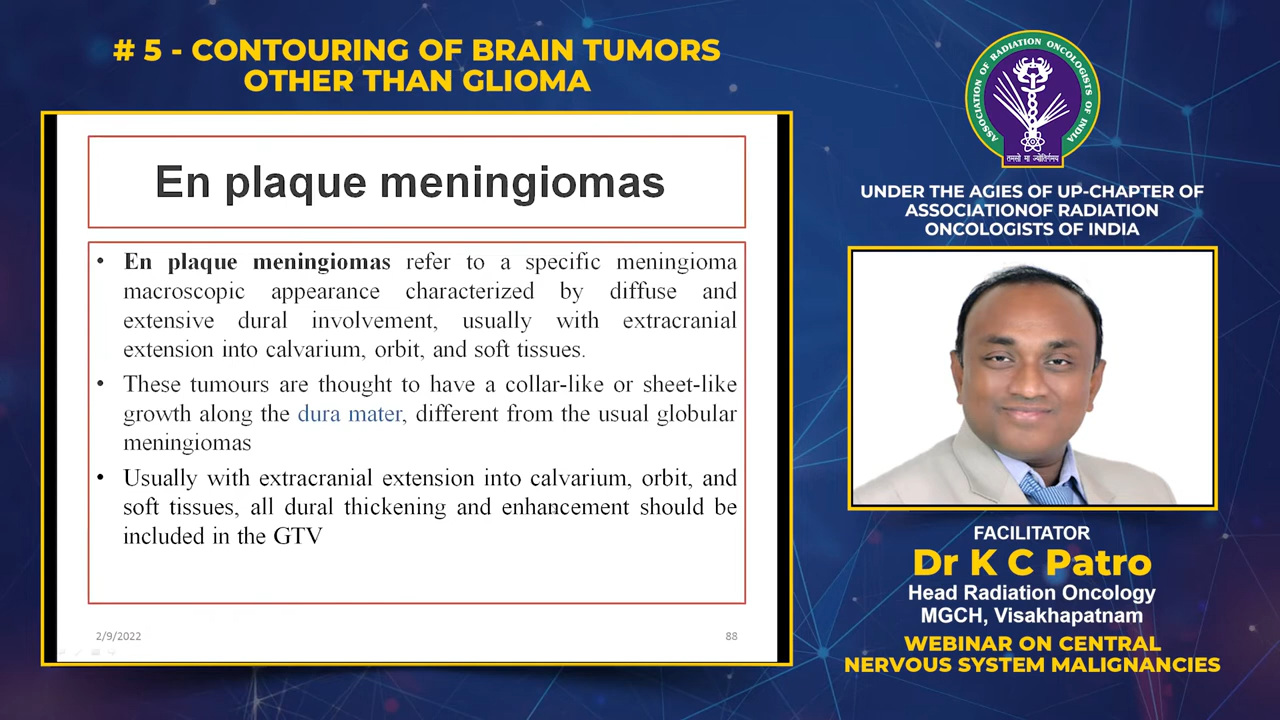 # 5 - CONTOURING OF BRAIN TUMORS
OTHER THAN GLIOMA
En plaque meningiomas
• En plaque meningiomas refer to a specific meningioma
macroscopic appearance characterized by diffuse and
extensive dural involvement, usually with extracranial
extension into calvarium, orbit, and soft tissues.
• These tumours are thought to have a collar-like or sheet-like
growth along the dura mater, different from the usual globular
meningiomas
• Usually with extracranial extension into calvarium, orbit, and
soft tissues, all dural thickening and enhancement should be
included in the GTV
2/9/2022
88
ASSOCIATION OF RADIATION ONCOLOGISTS OF INDIA
तमसो मा ज्योतिर्गमय
UNDER THE AGIES OF UP-CHAPTER OF
ASSOCIATIONOF RADIATION
ONCOLOGISTS OF INDIA
FACILITATOR
Dr K C Patro
Head Radiation Oncology
MGCH, Visakhapatnam
WEBINAR ON CENTRAL
NERVOUS SYSTEM MALIGNANCIES